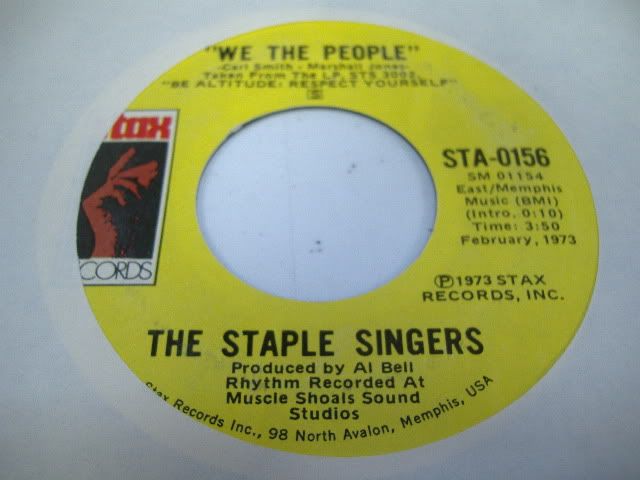 "WE THE PEOPLE"
-Carl Smith - Marshall Jones-
Taken From The LP, STS 3002,
"BE ALTITUDE: RESPECT YOURSELF"
S
tax
CORDS
STA-0156
SM 01154
East/Memphis
Music (BMI)
(Intro. 0:10)
Time: 3:50
February, 1973
Ⓟ 1973 STAX
RECORDS, INC.
THE STAPLE SINGERS
Produced by Al Bell
Rhythm Recorded At
Muscle Shoals Sound
Studios
Stax Records Inc., 98 North Avalon, Memphis, USA